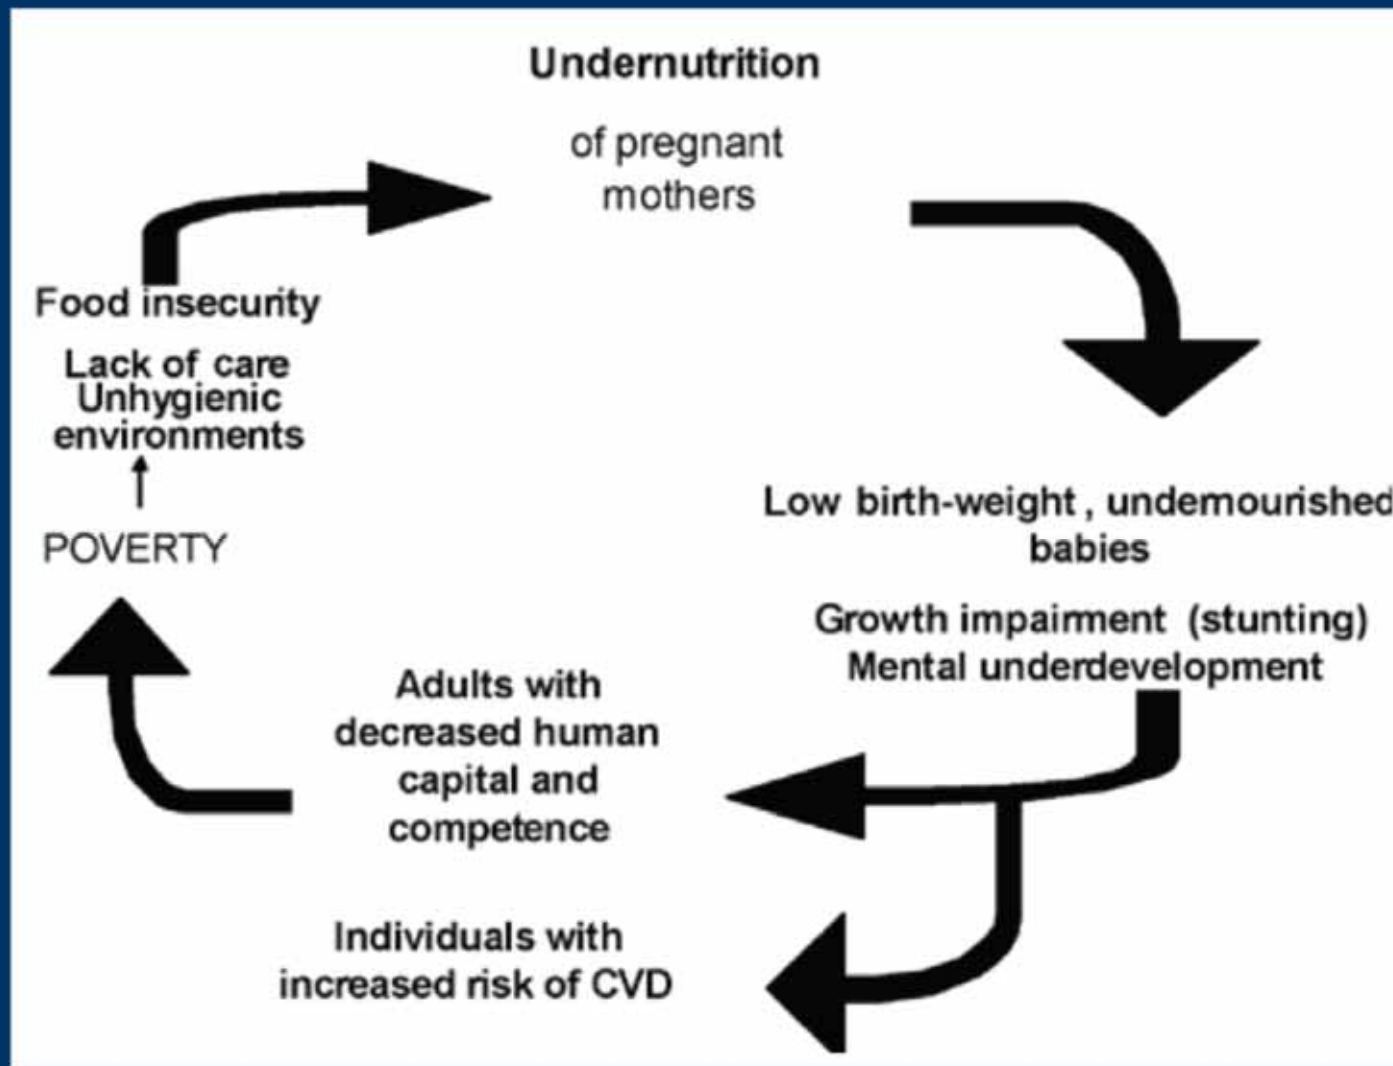 Undernutrition
of pregnant
mothers
Food insecurity
Lack of care
Unhygienic
environments
POVERTY
Low birth-weight, undernourished
babies
Growth impairment (stunting)
Mental underdevelopment
Adults with
decreased human
capital and
competence
Individuals with
increased risk of CVD